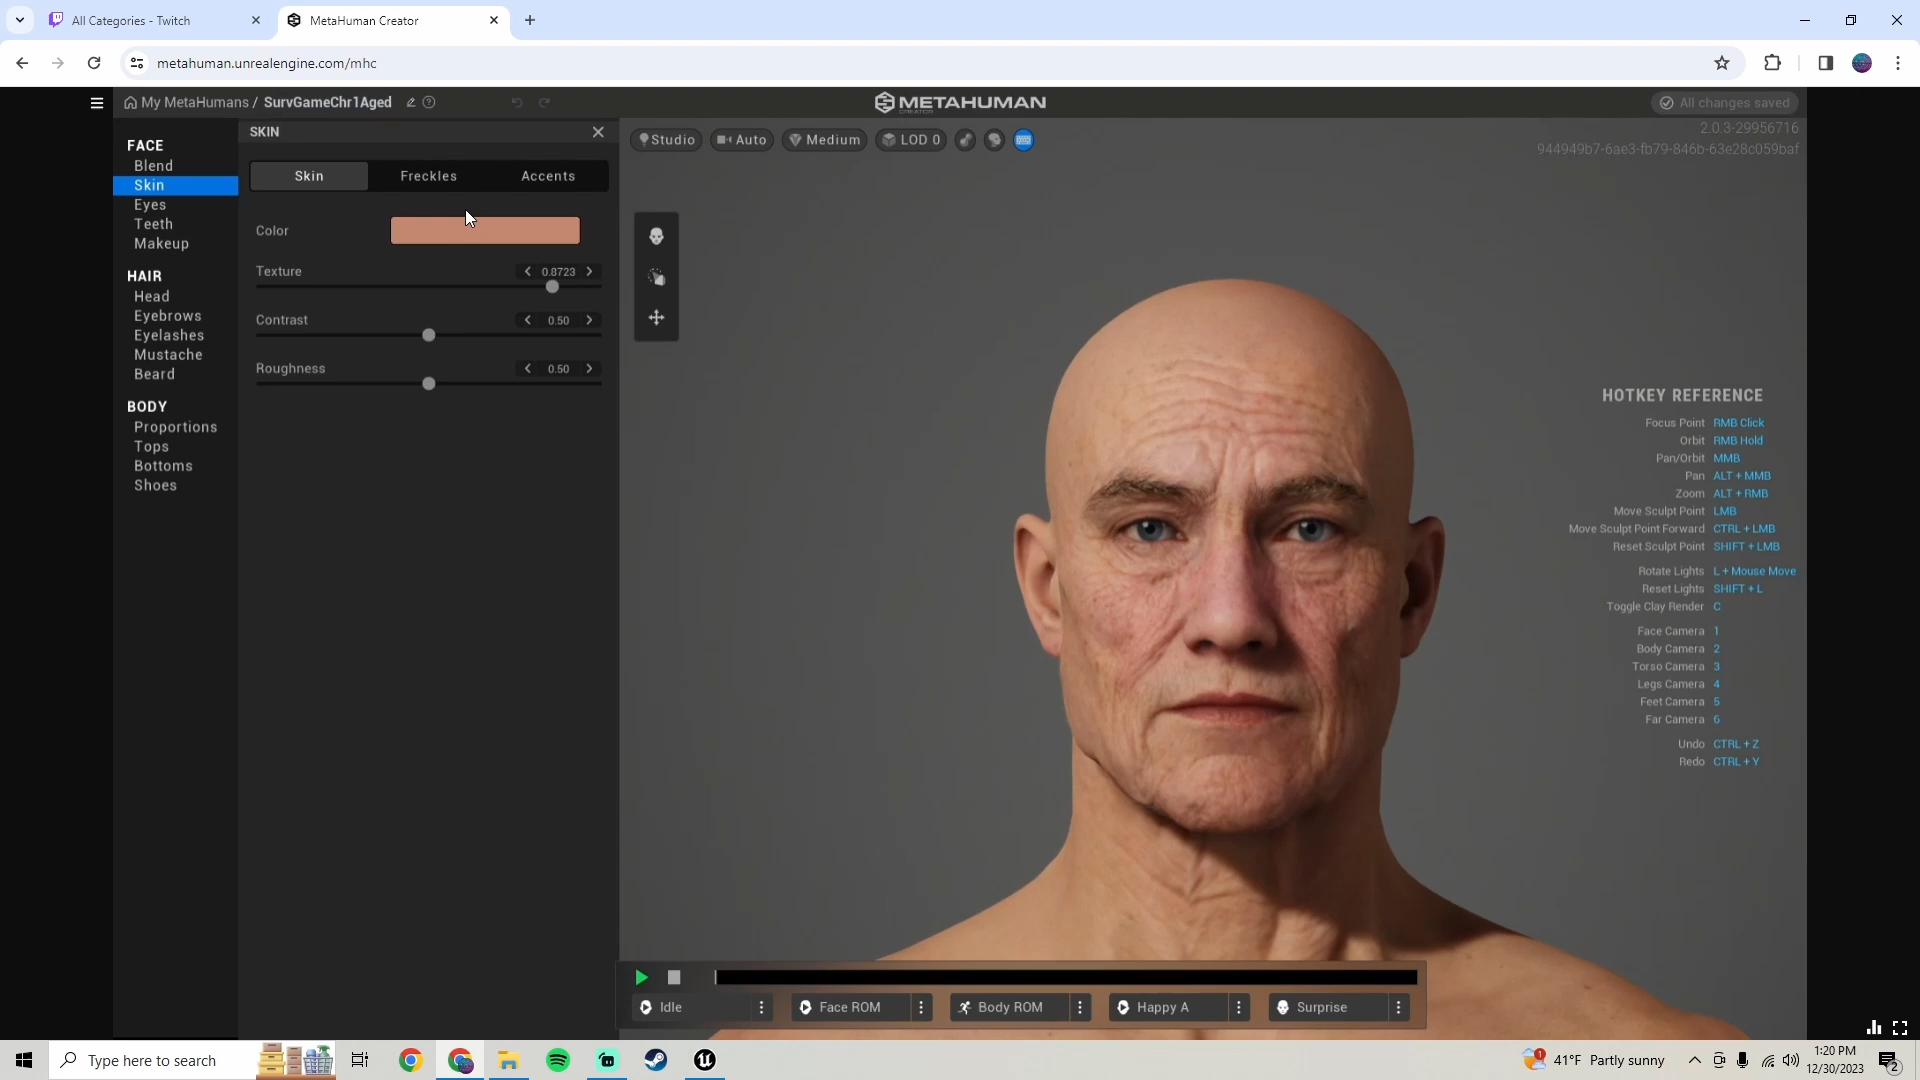 All Categories - Twitch
MetaHuman Creator
metahuman.unrealengine.com/mhc
My MetaHumans / SurvGameChr1Aged
METAHUMAN
CREATOR
All changes saved
2.0.3-29956716
944949b7-6ae3-fb79-846b-63e28c059baf
FACE
Blend
Skin
Eyes
Teeth
Makeup
HAIR
Head
Eyebrows
Eyelashes
Mustache
Beard
BODY
Proportions
Tops
Bottoms
Shoes
SKIN
Skin
Freckles
Accents
Color
Texture
0.8723
Contrast
0.50
Roughness
0.50
Studio
Auto
Medium
LOD 0
HOTKEY REFERENCE
Focus Point RMB Click
Orbit RMB Hold
Pan/Orbit MMB
Pan ALT + MMB
Zoom ALT + RMB
Move Sculpt Point LMB
Move Sculpt Point Forward CTRL + LMB
Reset Sculpt Point SHIFT + LMB
Rotate Lights L + Mouse Move
Reset Lights SHIFT + L
Toggle Clay Render C
Face Camera 1
Body Camera 2
Torso Camera 3
Legs Camera 4
Feet Camera 5
Far Camera 6
Undo CTRL + Z
Redo CTRL + Y
Idle
Face ROM
Body ROM
Happy A
Surprise
Type here to search
1
41°F Partly sunny
1:20 PM
12/30/2023
2